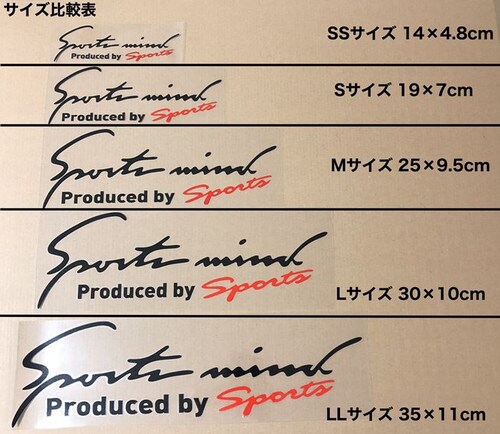 サイズ比較表
Sports mind
Produced by Sports
SSサイズ 14×4.8cm
Sports mind
Produced by Sports
Sサイズ 19×7cm
Sports mind
Produced by Sports
Mサイズ 25×9.5cm
Sports mind
Produced by Sports
Lサイズ 30×10cm
Sports mind
Produced by Sports
LLサイズ 35×11cm